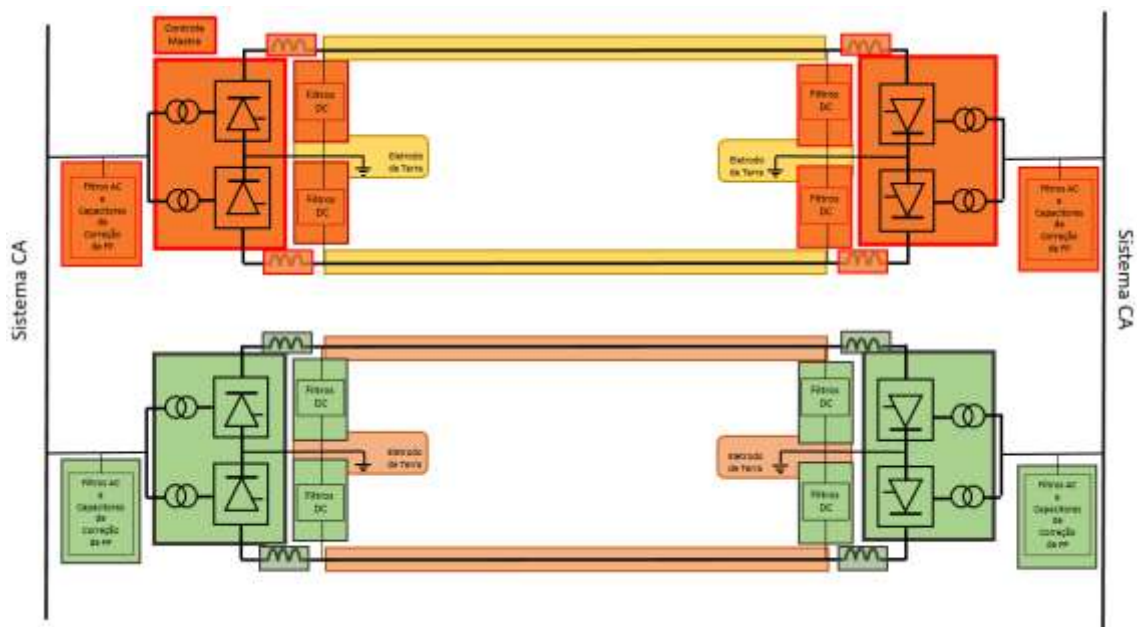 Controle
Mestre
Filtros
DC
Filtros
DC
Eletrodo
de Terra
Eletrodo
de Terra
Filtros
DC
Filtros
DC
Filtros AC
e
Capacitores
de
Correção
de FP
Filtros AC
e
Capacitores
de
Correção
de FP
Sistema CA
Sistema CA
Filtros
DC
Filtros
DC
Eletrodo
de Terra
Eletrodo
de Terra
Filtros
DC
Filtros
DC
Filtros AC
e
Capacitores
de
Correção
de FP
Filtros AC
e
Capacitores
de
Correção
de FP